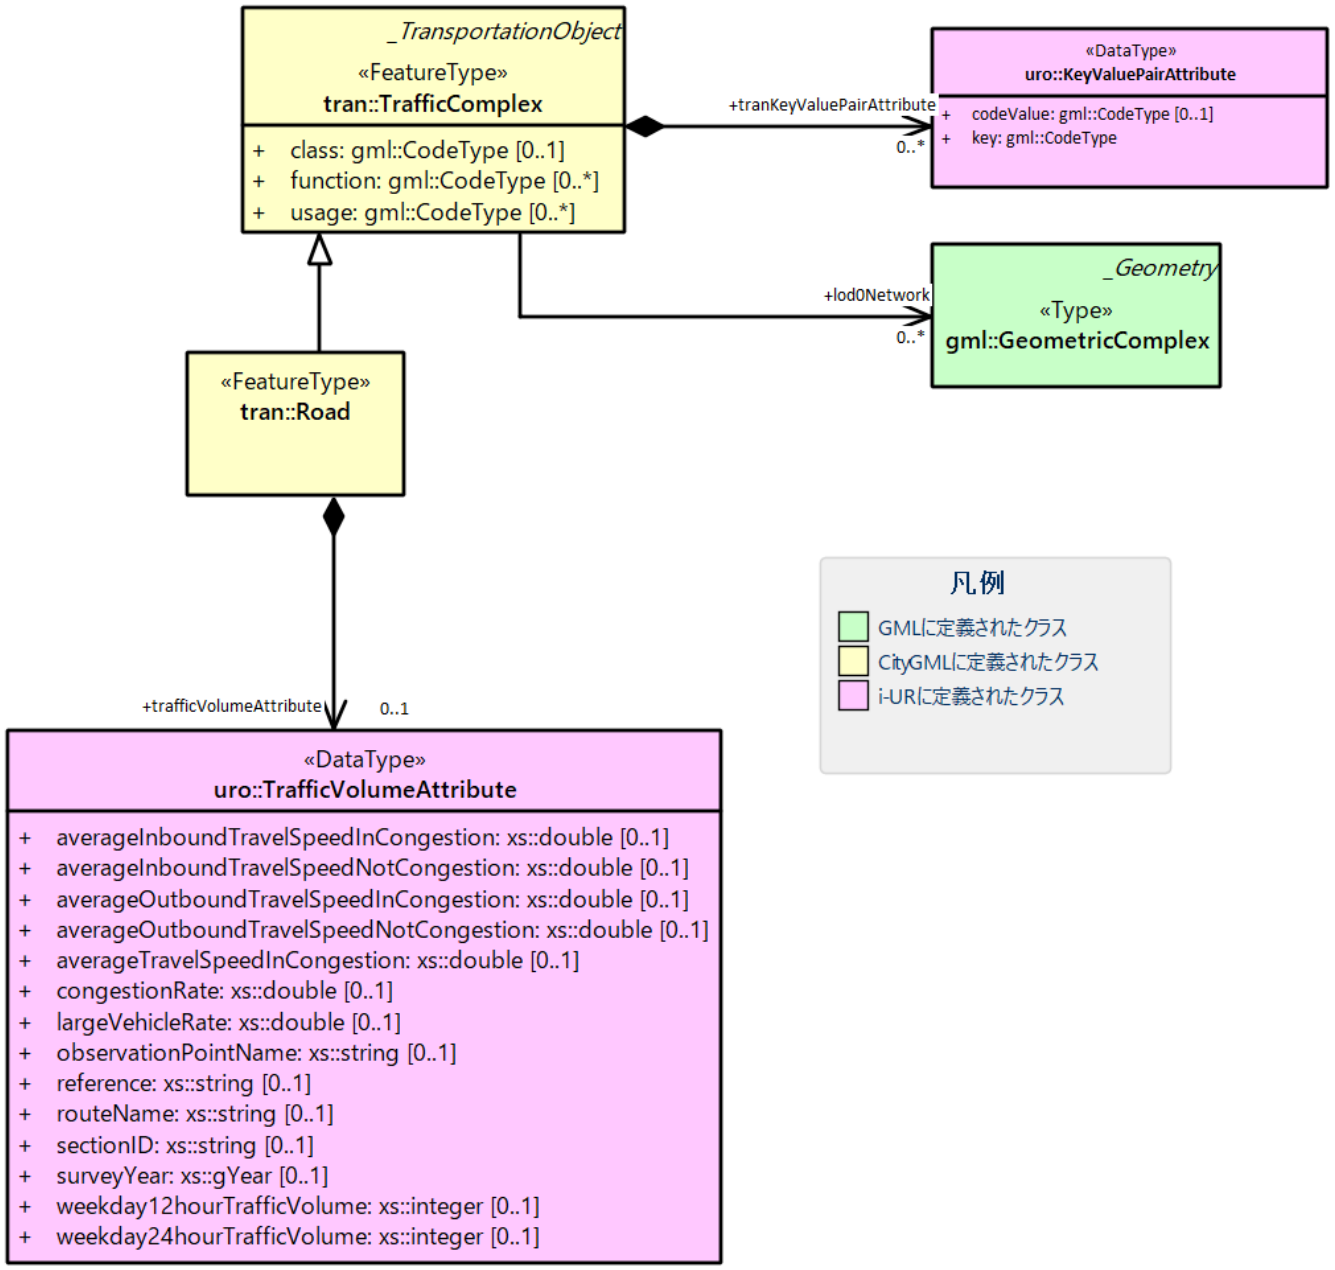 _TransportationObject
«FeatureType»
tran::TrafficComplex
+ class: gml::CodeType [0..1]
+ function: gml::CodeType [0..*]
+ usage: gml::CodeType [0..*]
+tranKeyValuePairAttribute
0..*
«DataType»
uro::KeyValuePairAttribute
+ codeValue: gml::CodeType [0..1]
+ key: gml::CodeType
+lod0Network
0..*
_Geometry
«Type»
gml::GeometricComplex
«FeatureType»
tran::Road
+trafficVolumeAttribute
0..1
凡例
GMLに定義されたクラス
CityGMLに定義されたクラス
i-URに定義されたクラス
«DataType»
uro::TrafficVolumeAttribute
+ averageInboundTravelSpeedInCongestion: xs::double [0..1]
+ averageInboundTravelSpeedNotCongestion: xs::double [0..1]
+ averageOutboundTravelSpeedInCongestion: xs::double [0..1]
+ averageOutboundTravelSpeedNotCongestion: xs::double [0..1]
+ averageTravelSpeedInCongestion: xs::double [0..1]
+ congestionRate: xs::double [0..1]
+ largeVehicleRate: xs::double [0..1]
+ observationPointName: xs::string [0..1]
+ reference: xs::string [0..1]
+ routeName: xs::string [0..1]
+ sectionID: xs::string [0..1]
+ surveyYear: xs::gYear [0..1]
+ weekday12hourTrafficVolume: xs::integer [0..1]
+ weekday24hourTrafficVolume: xs::integer [0..1]